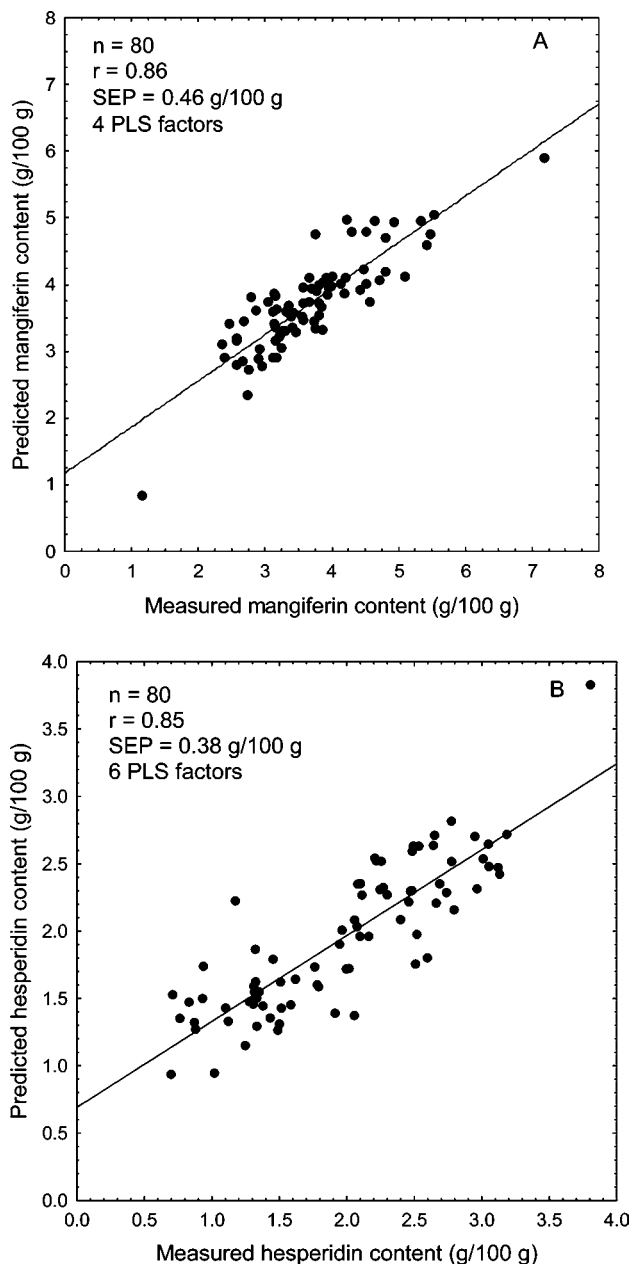 A
n = 80
r = 0.86
SEP = 0.46 g/100 g
4 PLS factors
8
7
6
5
4
3
2
1
0
Predicted mangiferin content (g/100 g)
0 1 2 3 4 5 6 7 8
Measured mangiferin content (g/100 g)
B
n = 80
r = 0.85
SEP = 0.38 g/100 g
6 PLS factors
4.0
3.5
3.0
2.5
2.0
1.5
1.0
0.5
0.0
Predicted hesperidin content (g/100 g)
0.0 0.5 1.0 1.5 2.0 2.5 3.0 3.5 4.0
Measured hesperidin content (g/100 g)